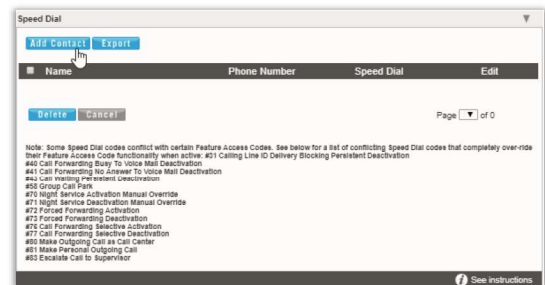 Speed Dial
Add Contact Export
Name Phone Number Speed Dial Edit
Delete Cancel Page of 0
Note: Some Speed Dial codes conflict with certain Feature Access Codes. See below for a list of conflicting Speed Dial codes that completely over-ride
their Feature Access Code functionality when active: #31 Calling Line ID Delivery Blocking Persistent Deactivation
#40 Call Forwarding Busy To Voice Mail Deactivation
#41 Call Forwarding No Answer To Voice Mail Deactivation
#43 Call Waiting Persistent Deactivation
#58 Group Call Park
#70 Night Service Activation Manual Override
#71 Night Service Deactivation Manual Override
#72 Forced Forwarding Activation
#73 Forced Forwarding Deactivation
#76 Call Forwarding Selective Activation
#77 Call Forwarding Selective Deactivation
#80 Make Outgoing Call as Call Center
#81 Make Personal Outgoing Call
#83 Escalate Call to Supervisor
See instructions